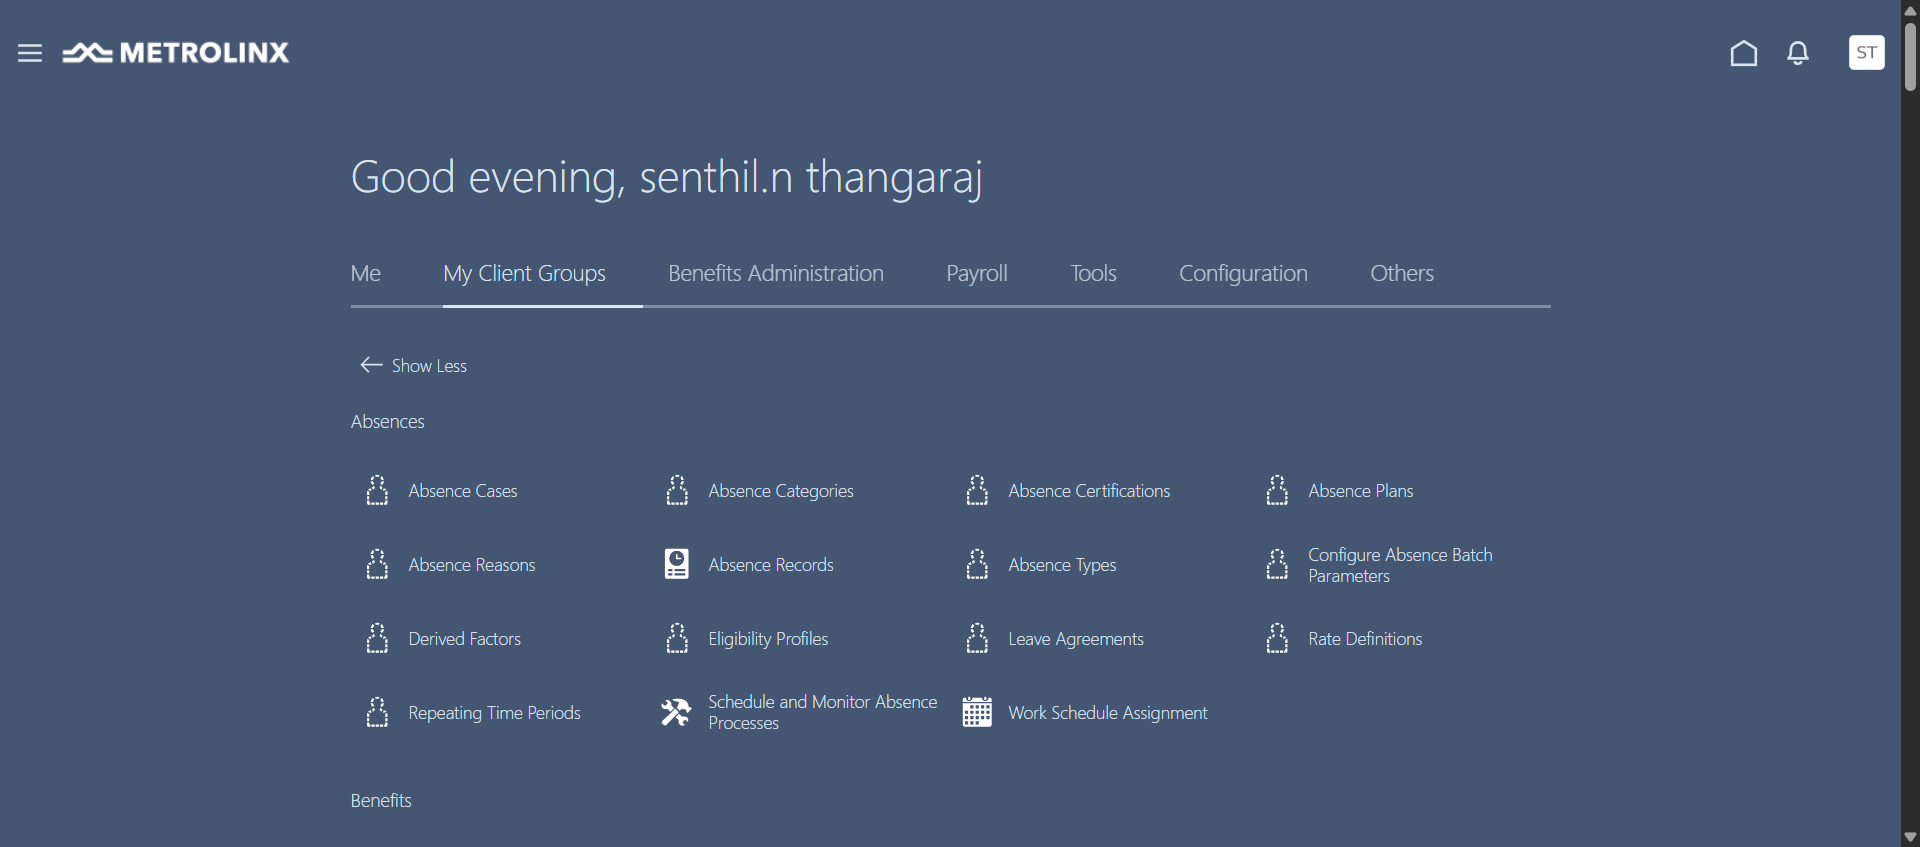 METROLINX
ST
Good evening, senthil.n thangaraj
Me My Client Groups Benefits Administration Payroll Tools Configuration Others
Show Less
Absences
Absence Cases
Absence Categories
Absence Certifications
Absence Plans
Absence Reasons
Absence Records
Absence Types
Configure Absence Batch
Parameters
Derived Factors
Eligibility Profiles
Leave Agreements
Rate Definitions
Repeating Time Periods
Schedule and Monitor Absence
Processes
Work Schedule Assignment
Benefits